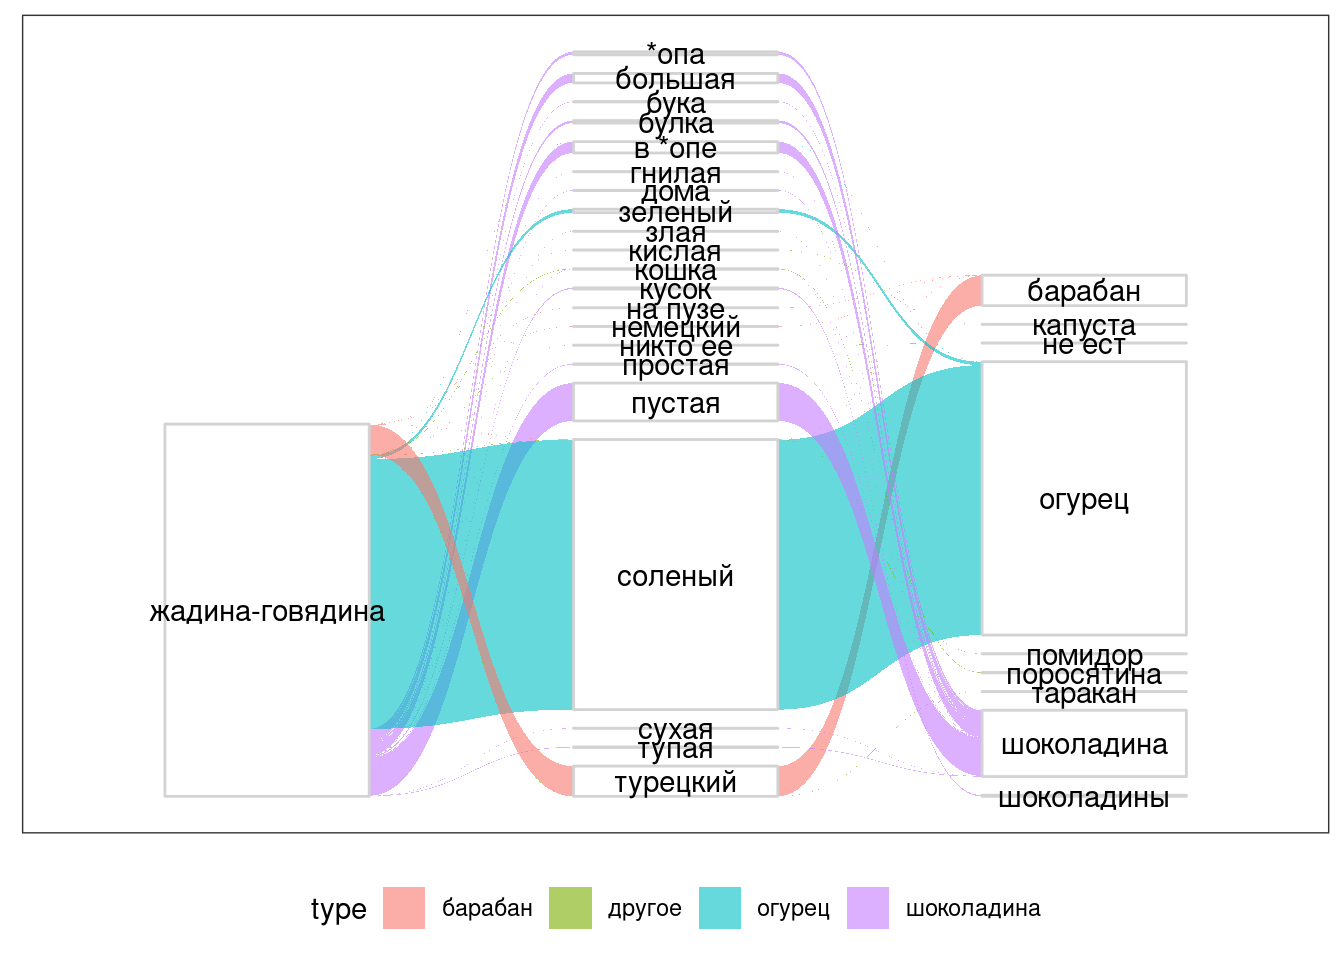 *опа
большая
бука
булка
в *опе
гнилая
дома
зеленый
злая
кислая
кошка
кусок
на пузе
немецкий
никто ее
простая
пустая
соленый
сухая
тупая
турецкий
жадина-говядина
барабан
капуста
не ест
огурец
помидор
поросятина
таракан
шоколадина
шоколадины
type барабан другое огурец шоколадина